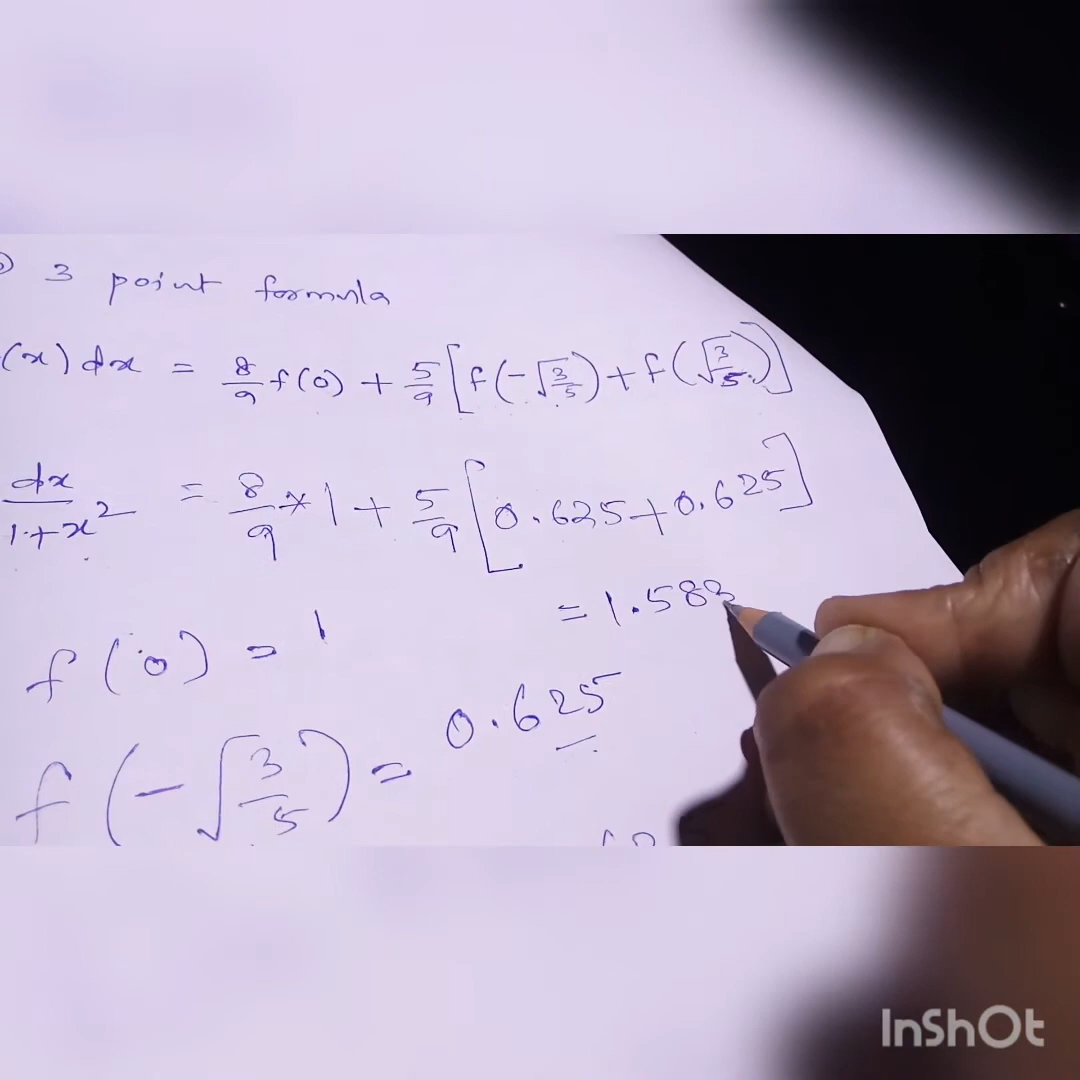 3 point formula
(x) dx = 8/9 f(0) + 5/9 [f(-√3/5) + f(√3/5)]
dx/1+x² = 8/9 * 1 + 5/9 [0.625 + 0.625]
= 1.583
f(0) = 1
f(-√3/5) = 0.625
InShOt